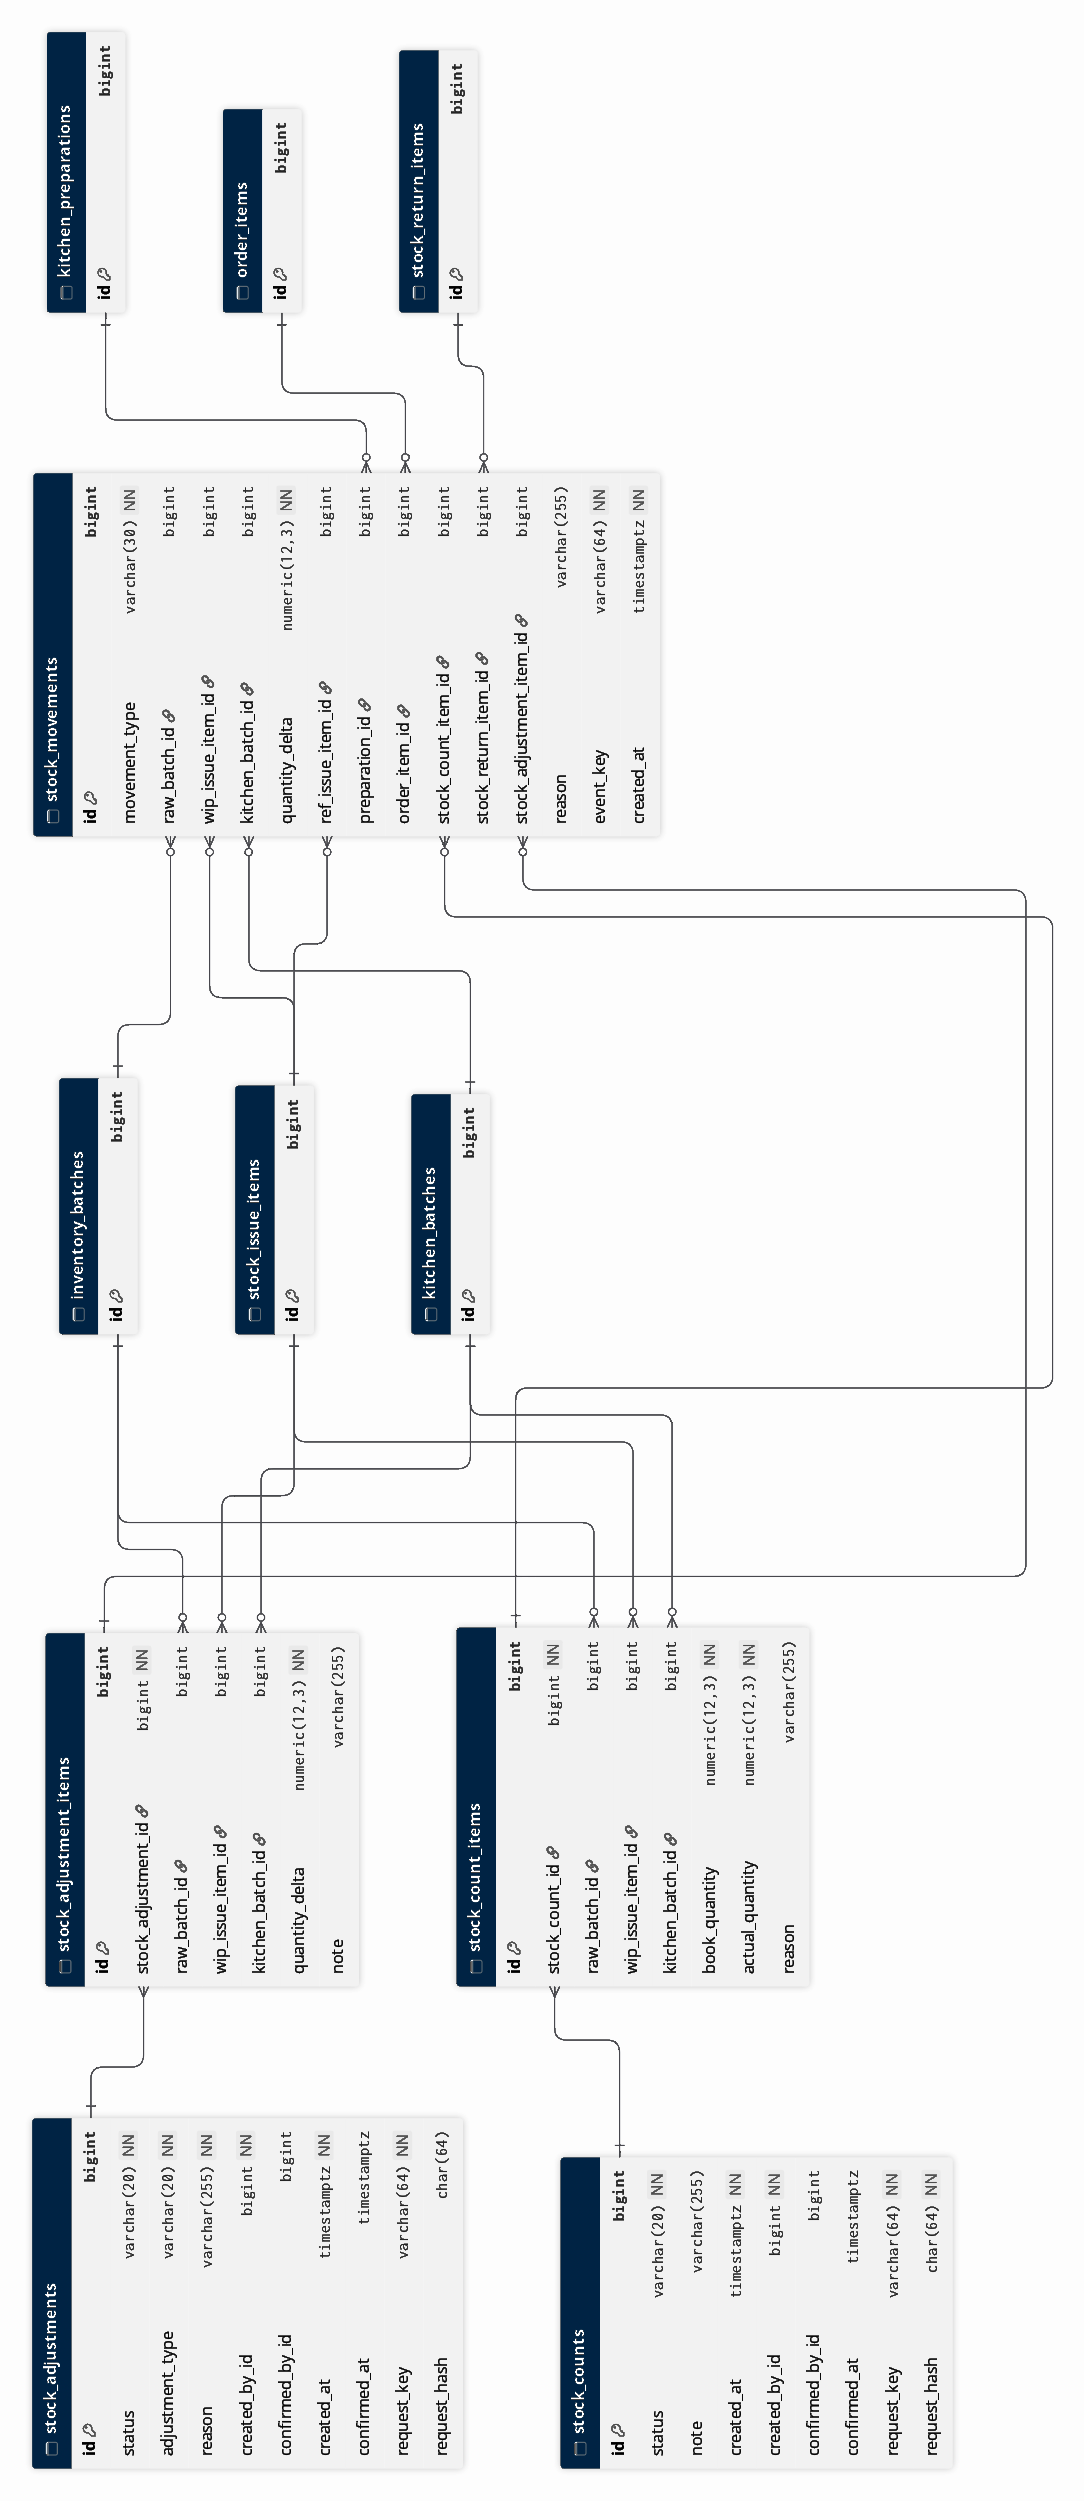 stock_adjustments
id bigint
status varchar(20) NN
adjustment_type varchar(20) NN
reason varchar(255) NN
created_by_id bigint NN
confirmed_by_id bigint
created_at timestamptz NN
confirmed_at timestamptz
request_key varchar(64) NN
request_hash char(64)
stock_counts
id bigint
status varchar(20) NN
note varchar(255)
created_at timestamptz NN
created_by_id bigint NN
confirmed_by_id bigint
confirmed_at timestamptz
request_key varchar(64) NN
request_hash char(64) NN
stock_adjustment_items
id bigint
stock_adjustment_id bigint NN
raw_batch_id bigint
wip_issue_item_id bigint
kitchen_batch_id bigint
quantity_delta numeric(12,3) NN
note varchar(255)
stock_count_items
id bigint
stock_count_id bigint NN
raw_batch_id bigint
wip_issue_item_id bigint
kitchen_batch_id bigint
book_quantity numeric(12,3) NN
actual_quantity numeric(12,3) NN
reason varchar(255)
inventory_batches
id bigint
stock_issue_items
id bigint
kitchen_batches
id bigint
stock_movements
id bigint
movement_type varchar(30) NN
raw_batch_id bigint
wip_issue_item_id bigint
kitchen_batch_id bigint
quantity_delta numeric(12,3) NN
ref_issue_item_id bigint
preparation_id bigint
order_item_id bigint
stock_count_item_id bigint
stock_return_item_id bigint
stock_adjustment_item_id bigint
reason varchar(255)
event_key varchar(64) NN
created_at timestamptz NN
kitchen_preparations
id bigint
order_items
id bigint
stock_return_items
id bigint